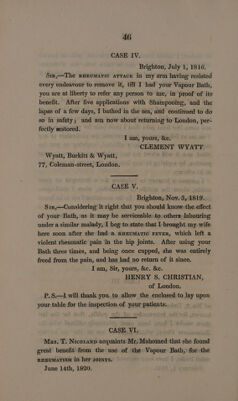 46
CASE IV.
Brighton, July 1, 1816.
SIR,—The RHEUMATIC ATTACK in my arm having resisted
every endeavour to remove it, till I had your Vapour Bath,
you are at liberty to refer any person to me, in proof of its
benefit. After five applications with Shampooing, and the
lapse of a few days, I bathed in the sea, and continued to do
so in safety; and am now about returning to London, per-
fectly restored.
I am, yours, &c.
CLEMENT WYATT.
Wyatt, Burkitt & Wyatt,
77, Coleman-street, London.
CASE V.
Brighton, Nov. 5, 1819.
SIR,—Considering it right that you should know the effect
of your Bath, as it may be serviceable to others labouring
under a similar malady, I beg to state that I brought my wife
here soon after she had a RHEUMATIC FEVER, which left a
violent rheumatic pain in the hip joints. After using your
Bath three times, and being once cupped, she was entirely
freed from the pain, and has had no return of it since.
I am, Sir, yours, &c. &c.
HENRY S. CHRISTIAN,
of London.
P. S.—I will thank you to allow the enclosed to lay upon
your table for the inspection of your patients.
CASE VI.
MRS. T. NICOLAND acquaints Mr. Mahomed that she found
great benefit from the use of the Vapour Bath, for the
RHEUMATISM in her JOINTS.
June 14th, 1820.